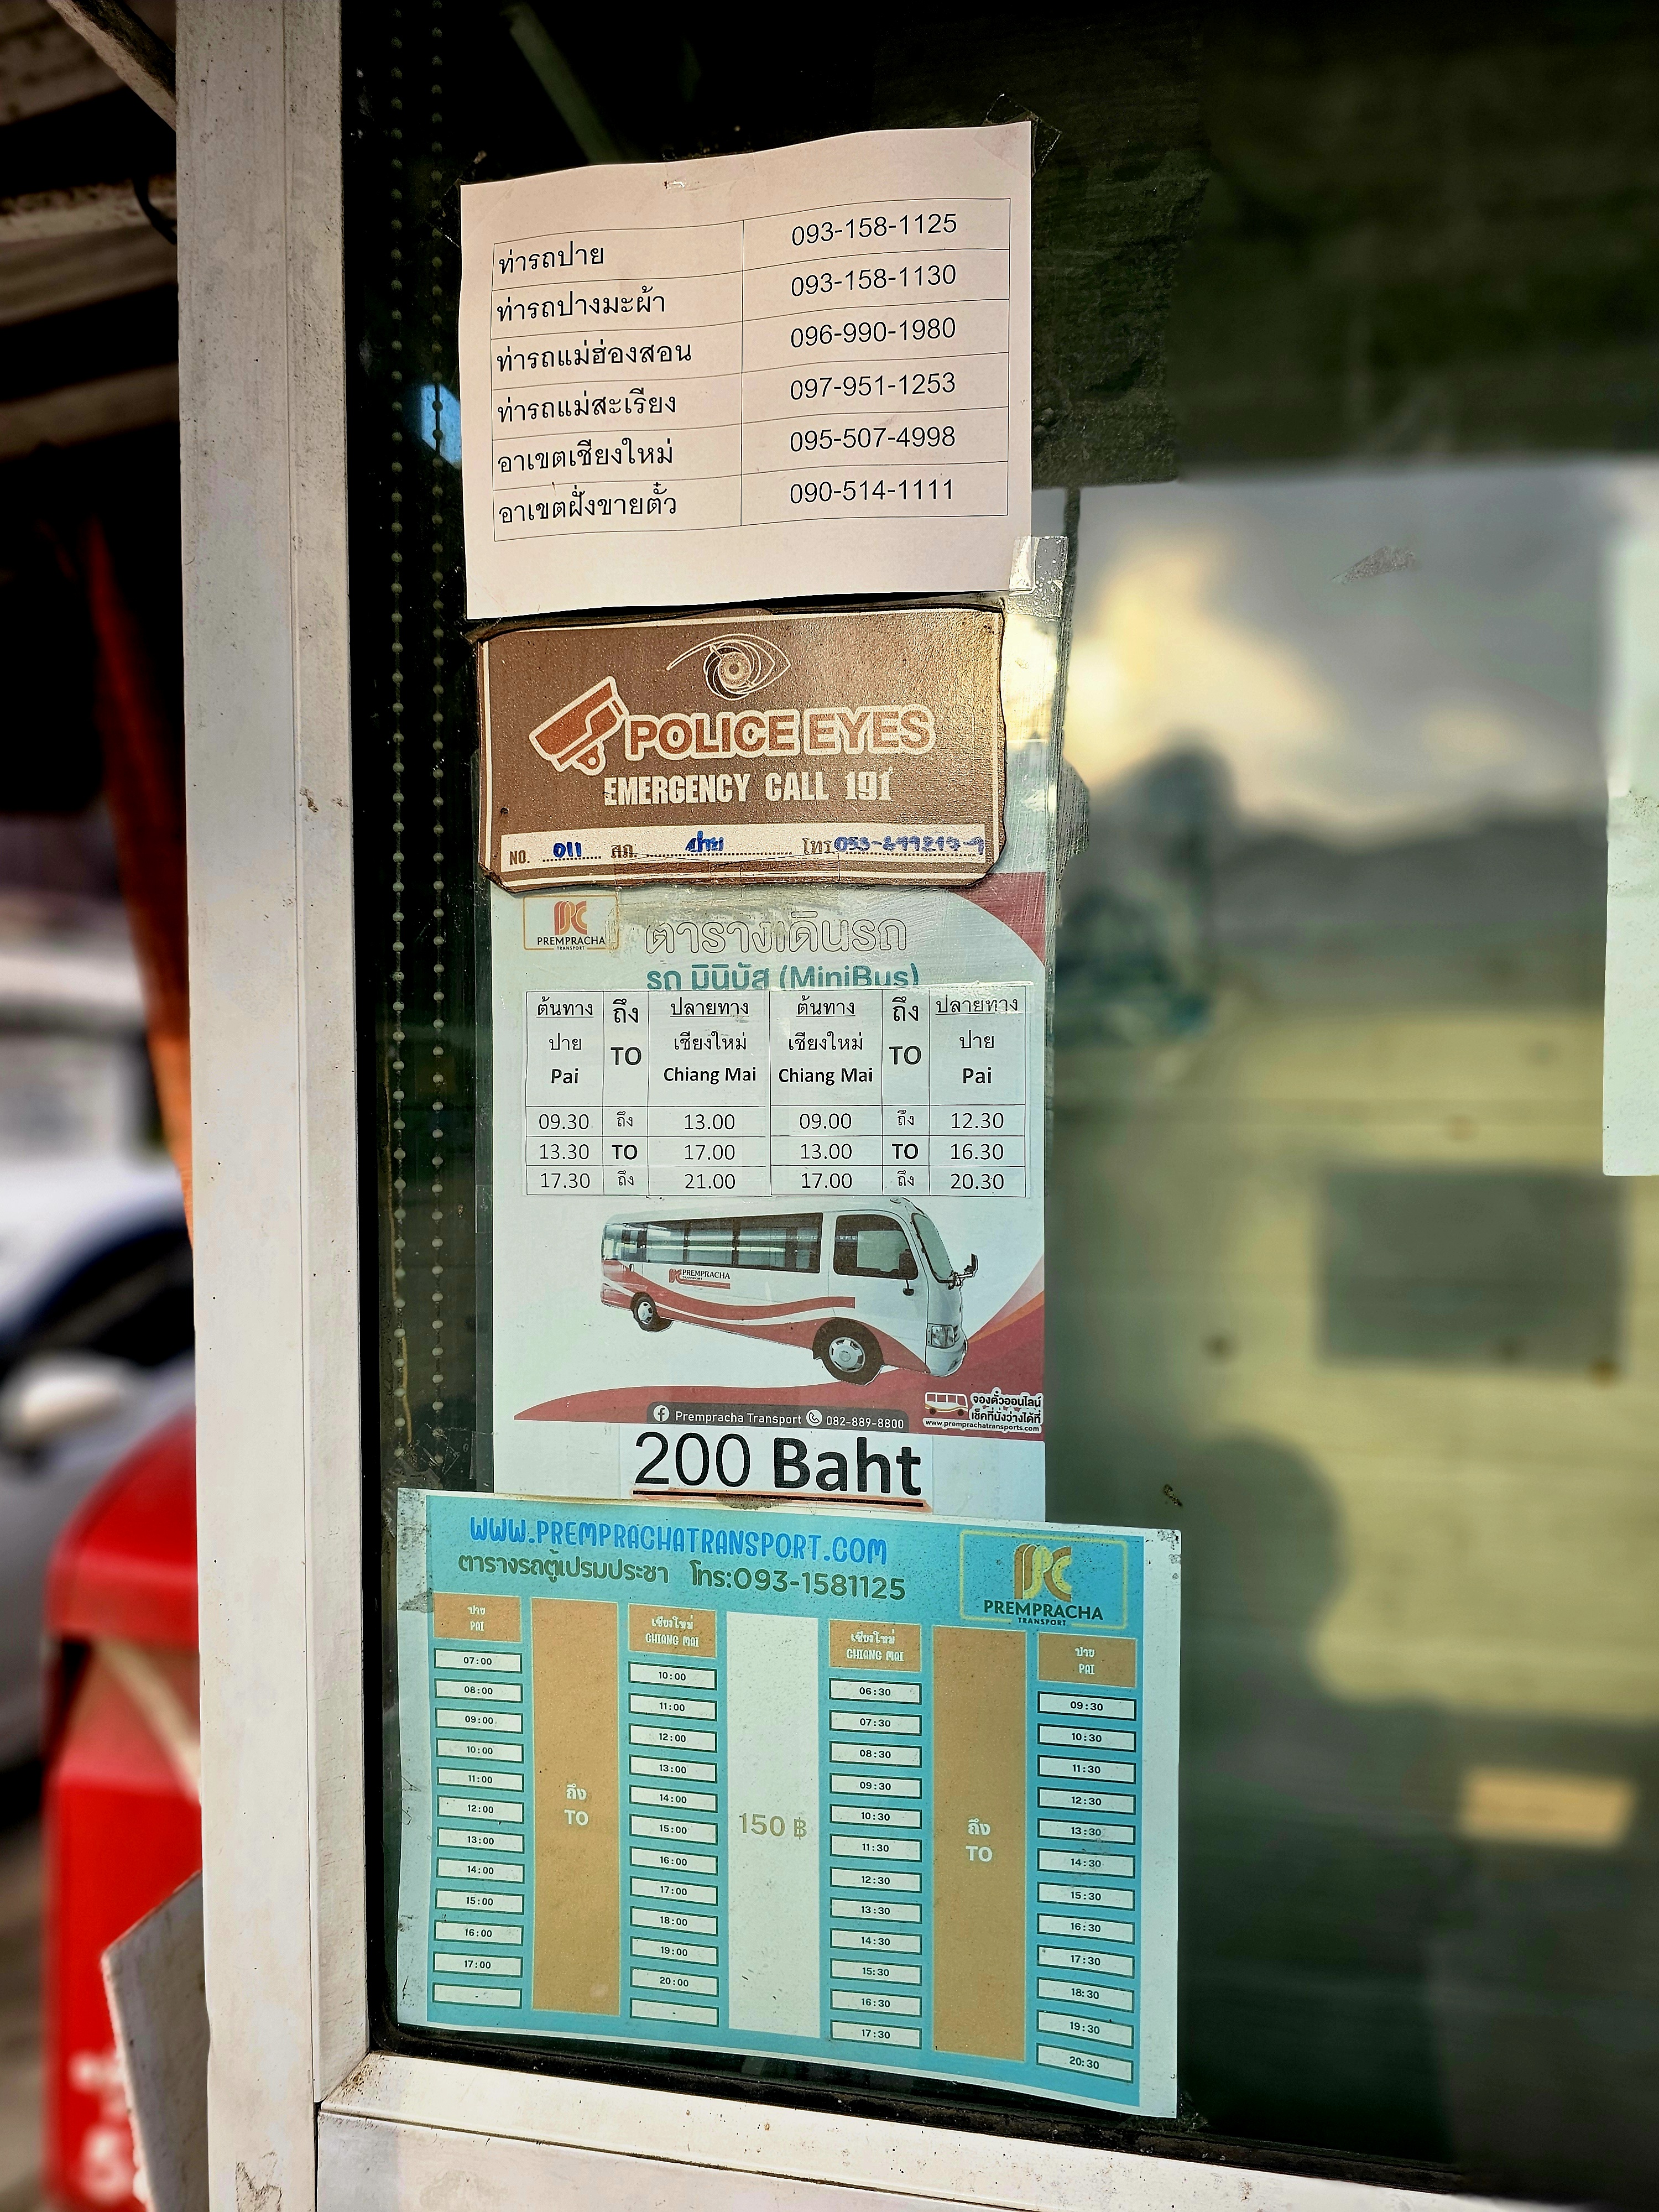 ท่ารถปาย 093-158-1125
ท่ารถปางมะผ้า 093-158-1130
ท่ารถแม่ฮ่องสอน 096-990-1980
ท่ารถแม่สะเรียง 097-951-1253
อาเขตเชียงใหม่ 095-507-4998
อาเขตฝั่งขายตั๋ว 090-514-1111
POLICE EYES
EMERGENCY CALL 191
NO. 011 สภ. ปาย โทร
PREMPRACHA
TRANSPORT
ตารางเดินรถ
รถ มินิบัส (MiniBus)
ต้นทาง ถึง ปลายทาง ต้นทาง ถึง ปลายทาง
ปาย TO เชียงใหม่ เชียงใหม่ TO ปาย
Pai Chiang Mai Chiang Mai Pai
09.30 ถึง 13.00 09.00 ถึง 12.30
13.30 TO 17.00 13.00 TO 16.30
17.30 ถึง 21.00 17.00 ถึง 20.30
PREMPRACHA
จองตั๋วออนไลน์
เช็คที่นั่งว่างได้ที่
www.premprachatransports.com
Prempracha Transport 082-889-8800
200 Baht
WWW.PREMPRACHATRANSPORT.COM
ตารางรถตู้เปรมประชา โทร:093-1581125
PREMPRACHA
TRANSPORT
ปาย เชียงใหม่ เชียงใหม่ ปาย
PAI CHIANG MAI CHIANG MAI PAI
07:00 10:00 06:30 09:30
08:00 11:00 07:30 10:30
09:00 12:00 08:30 11:30
10:00 13:00 09:30 12:30
11:00 14:00 10:30 13:30
ถึง ถึง
TO 150 ฿ TO
12:00 15:00 11:30 14:30
13:00 16:00 12:30 15:30
14:00 17:00 13:30 16:30
15:00 18:00 14:30 17:30
16:00 19:00 15:30 18:30
17:00 20:00 16:30 19:30
17:30 20:30